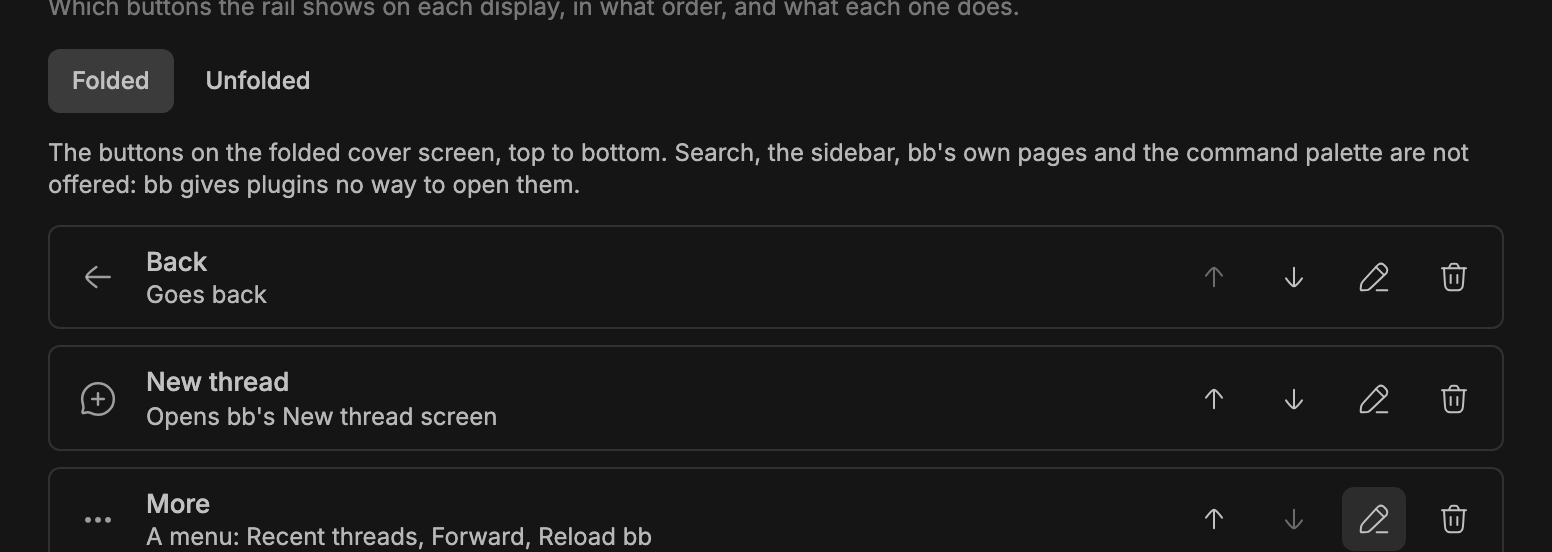 Which buttons the rail shows on each display, in what order, and what each one does.
Folded
Unfolded
The buttons on the folded cover screen, top to bottom. Search, the sidebar, bb's own pages and the command palette are not
offered: bb gives plugins no way to open them.
Back
Goes back
New thread
Opens bb's New thread screen
More
A menu: Recent threads, Forward, Reload bb